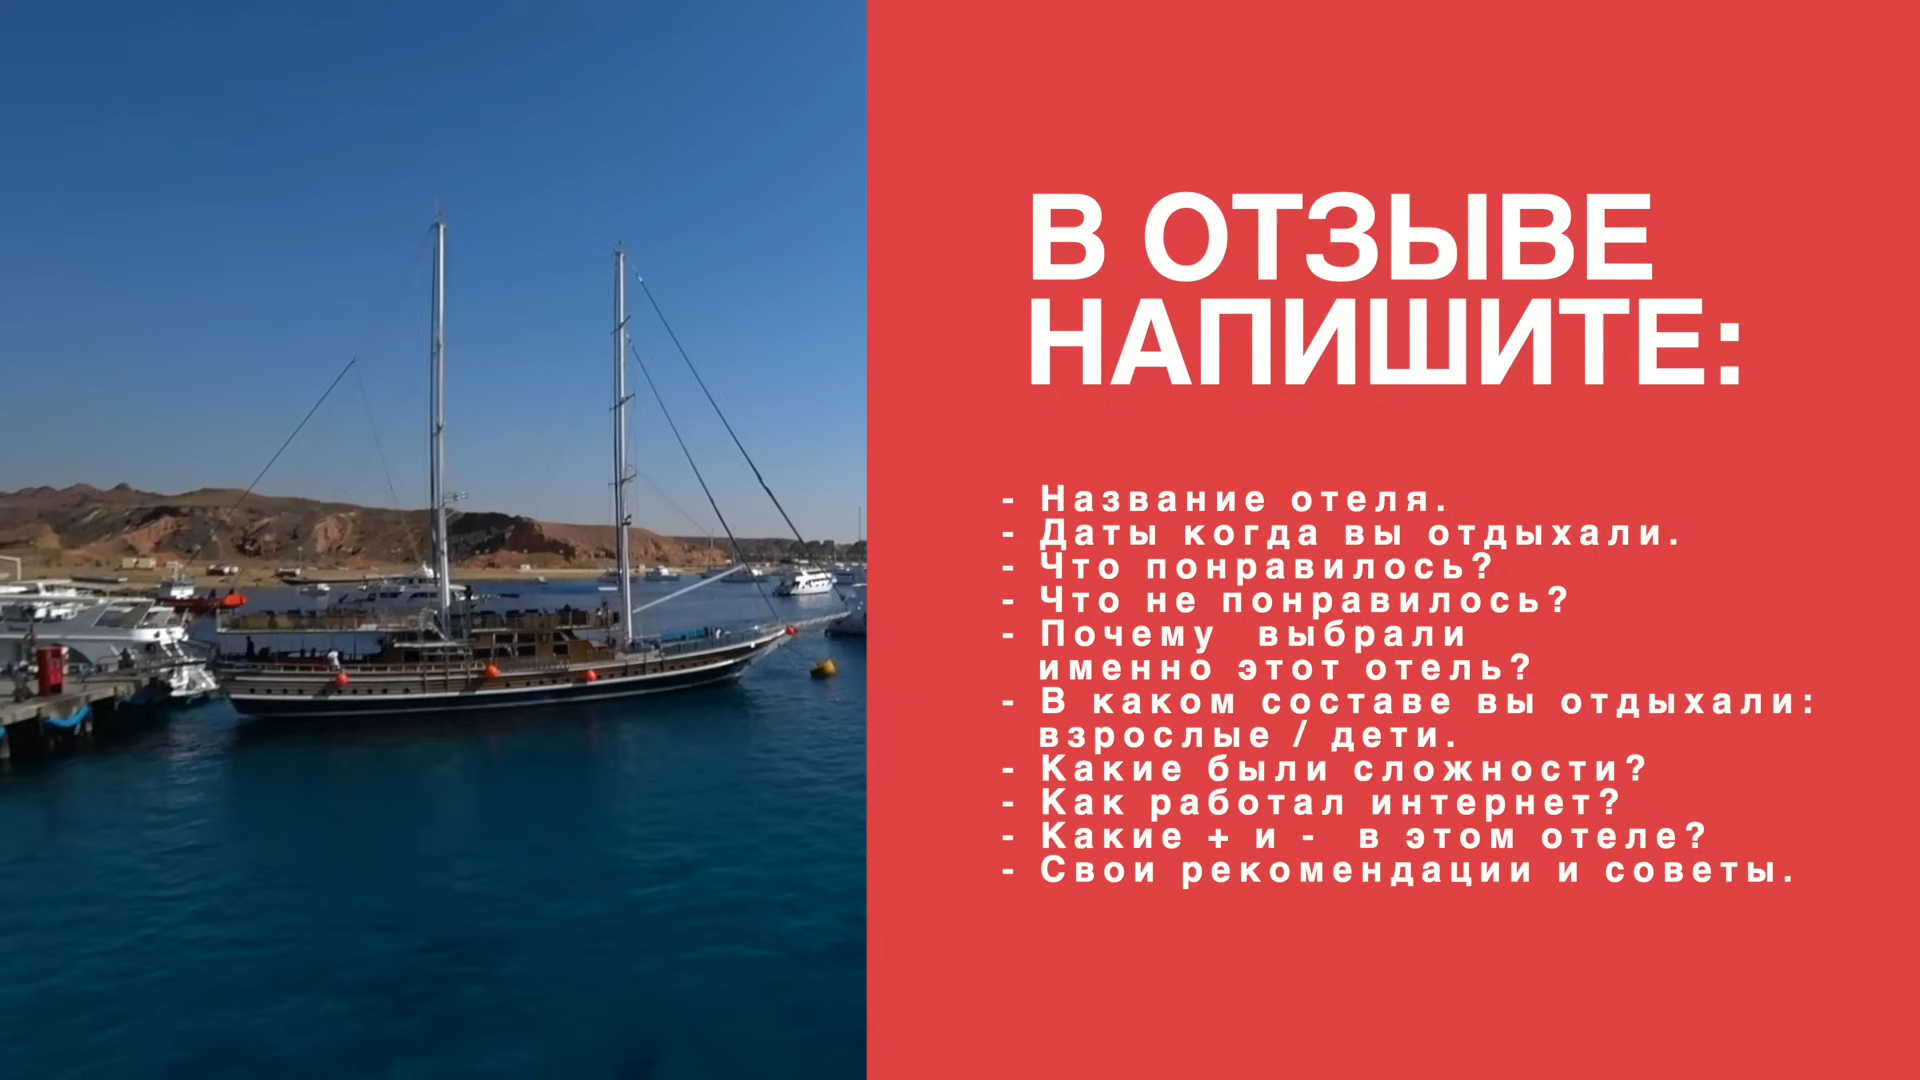 В ОТЗЫВЕ
НАПИШИТЕ:
- Название отеля.
- Даты когда вы отдыхали.
- Что понравилось?
- Что не понравилось?
- Почему  выбрали
именно этот отель?
- В каком составе вы отдыхали:
взрослые / дети.
- Какие были сложности?
- Как работал интернет?
- Какие + и -  в этом отеле?
- Свои рекомендации и советы.